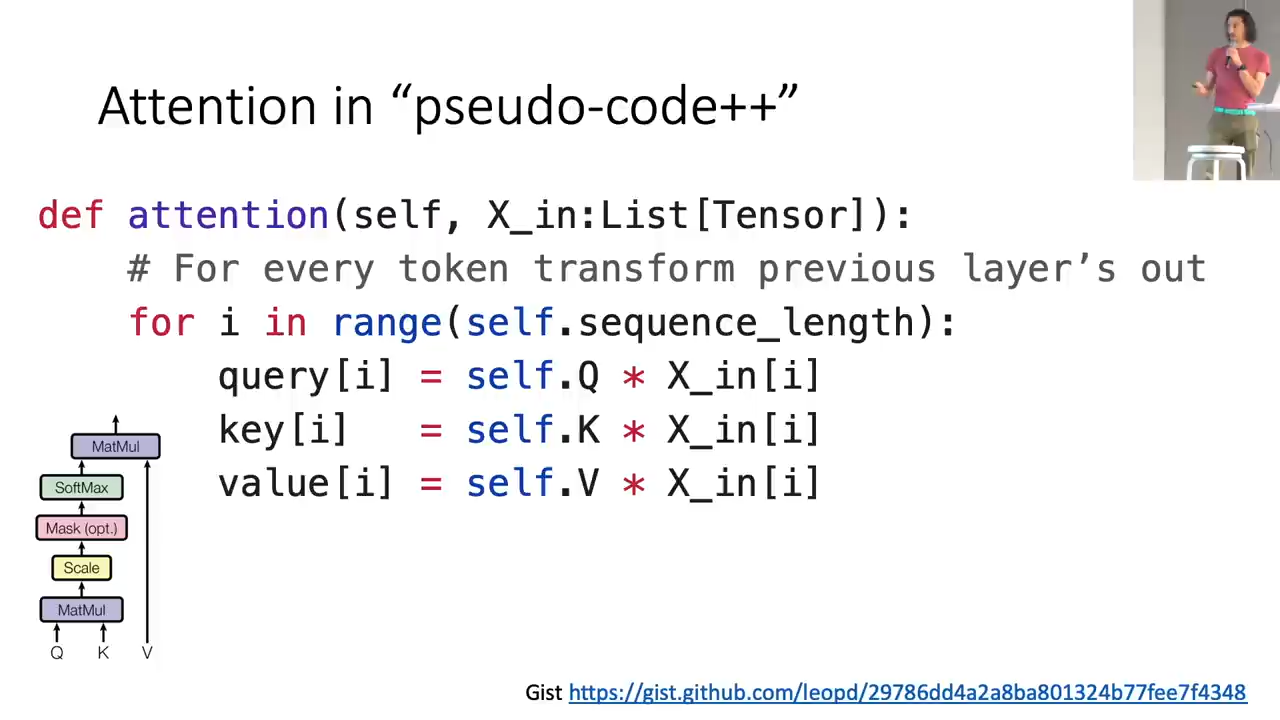 Attention in “pseudo-code++”
def attention(self, X_in:List[Tensor]):
# For every token transform previous layer’s out
for i in range(self.sequence_length):
query[i] = self.Q * X_in[i]
key[i] = self.K * X_in[i]
value[i] = self.V * X_in[i]
MatMul
SoftMax
Mask (opt.)
Scale
MatMul
Q K V
Gist https://gist.github.com/leopd/29786dd4a2a8ba801324b77fee7f4348